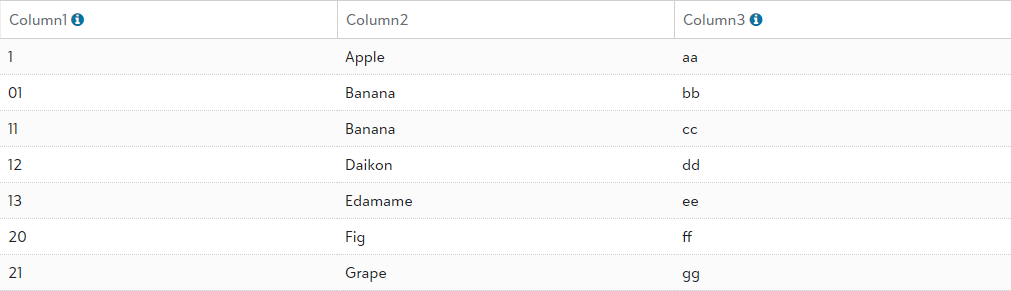 Column1 Column2 Column3
1 Apple aa
01 Banana bb
11 Banana cc
12 Daikon dd
13 Edamame ee
20 Fig ff
21 Grape gg